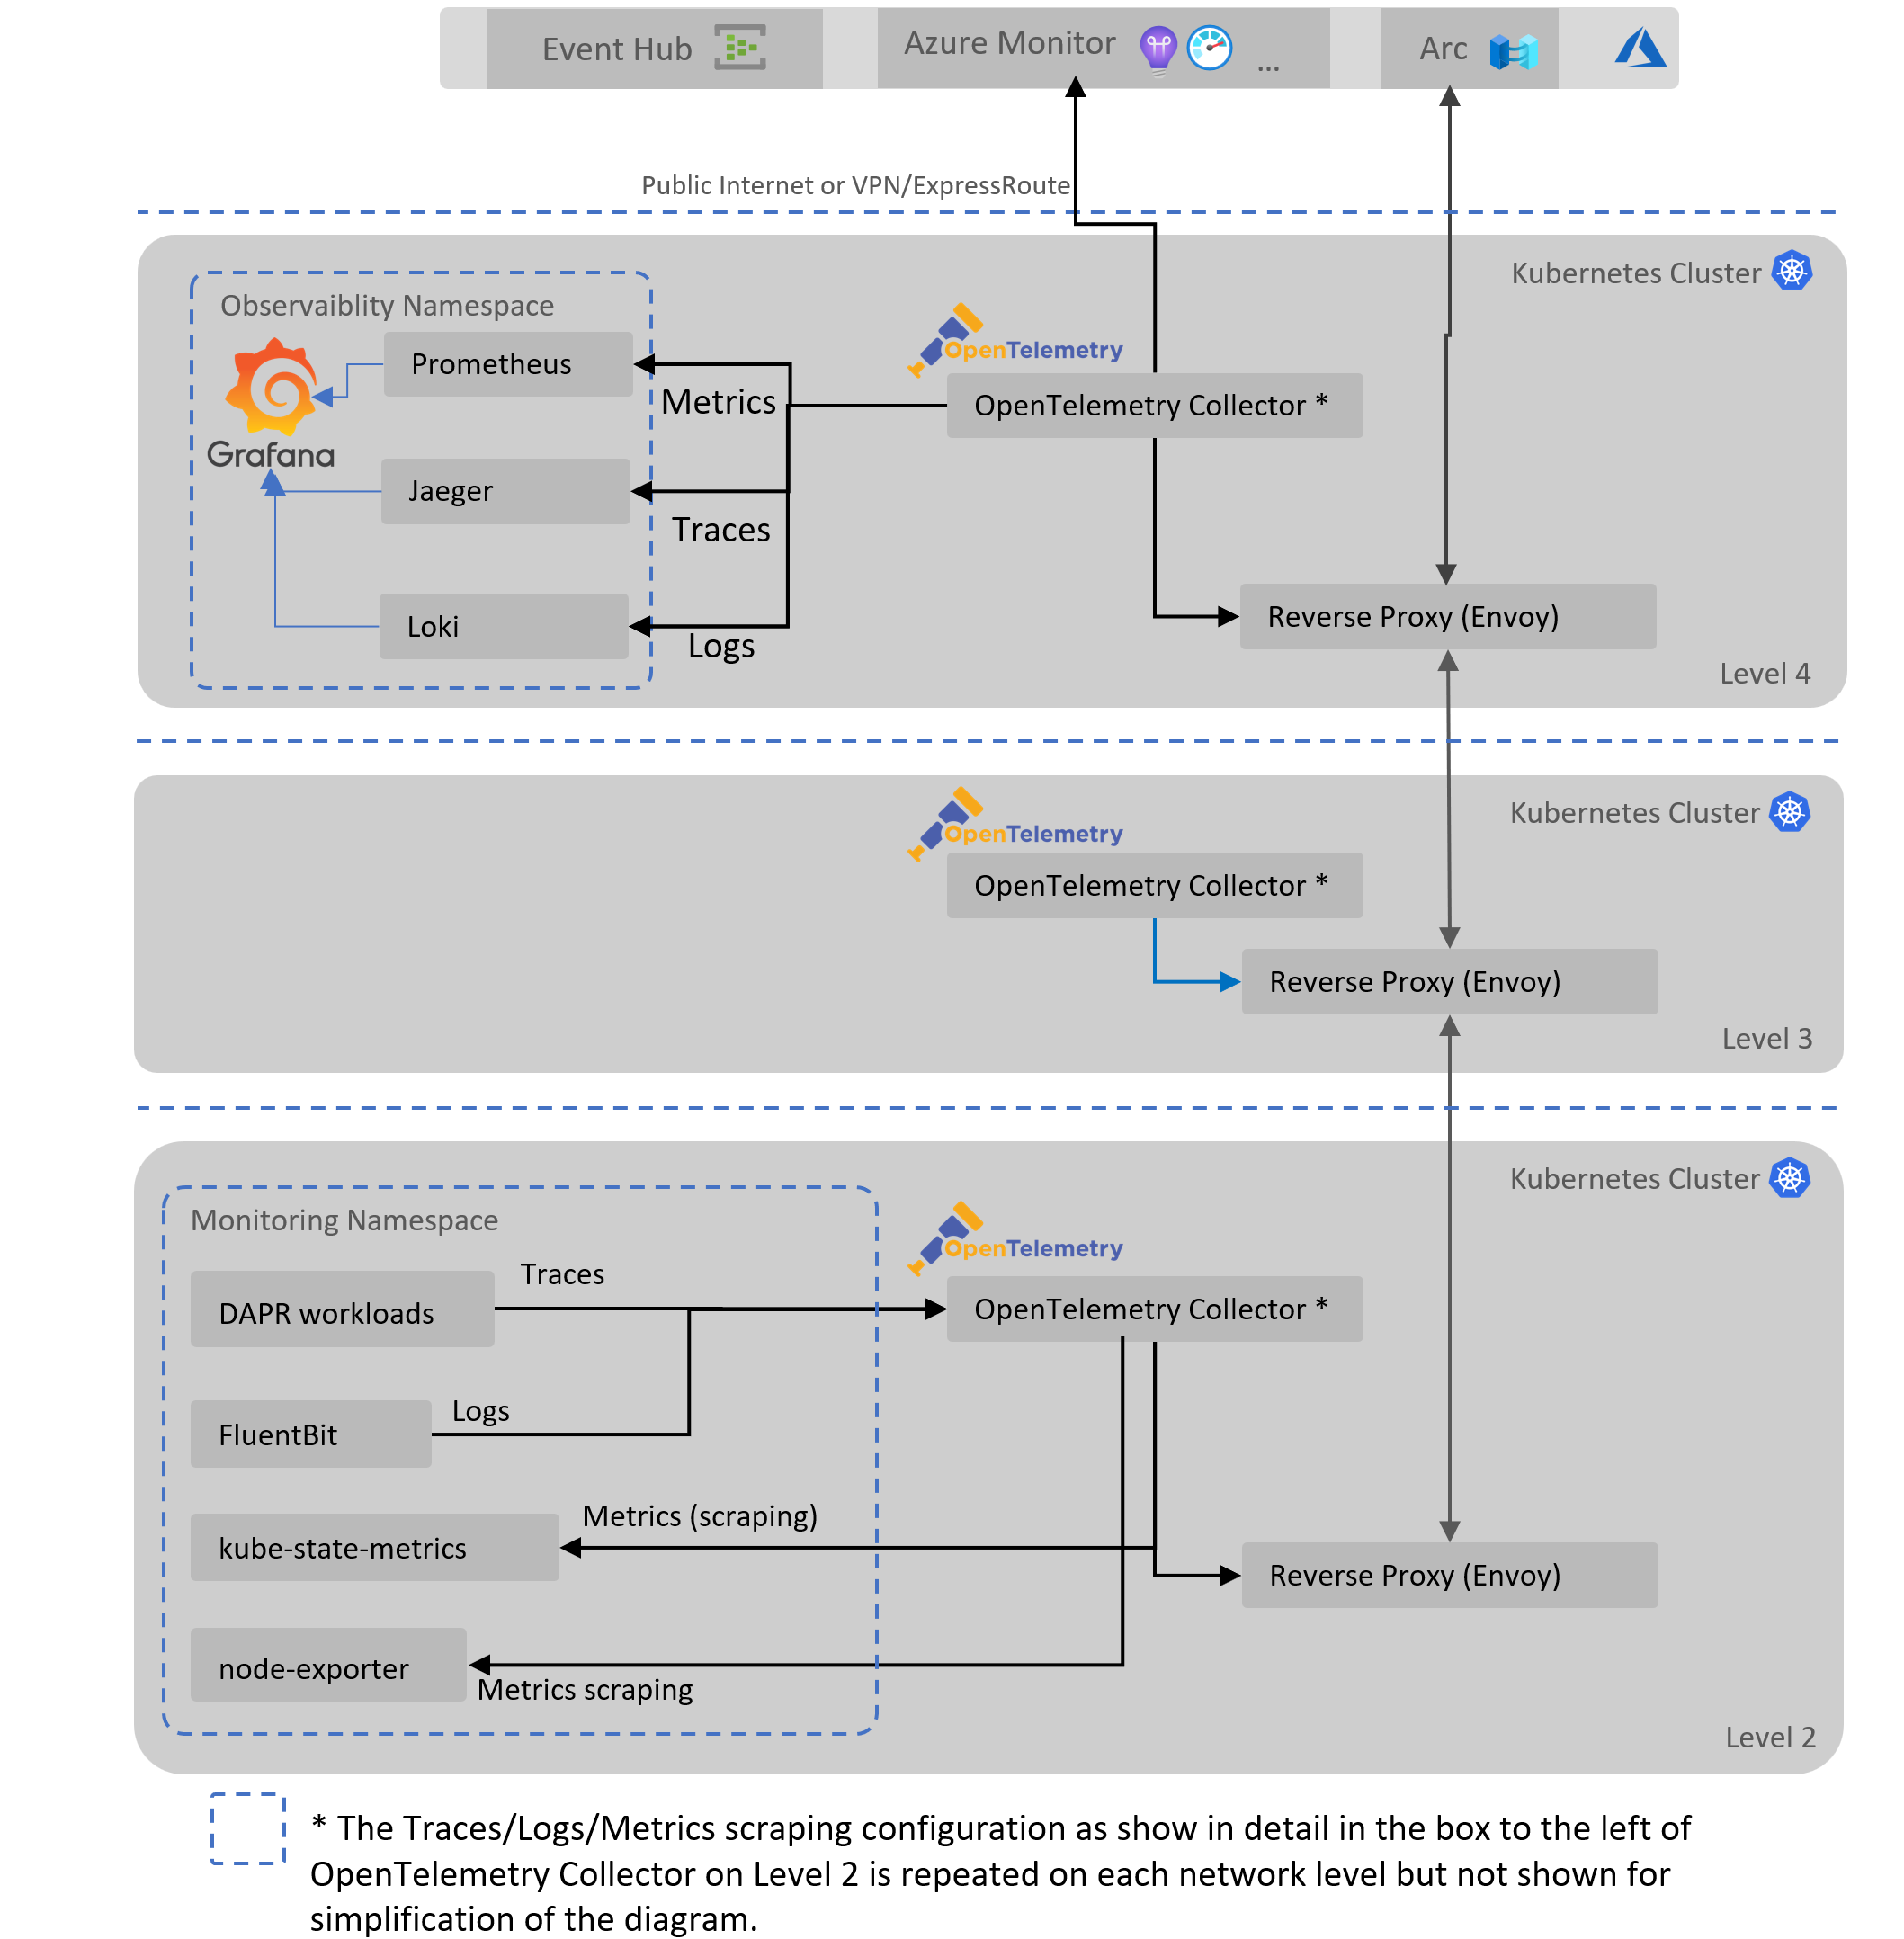 Event Hub
Azure Monitor
...
Arc
Public Internet or VPN/ExpressRoute
Kubernetes Cluster
Observaiblity Namespace
Prometheus
Grafana
Jaeger
Loki
Metrics
Traces
Logs
OpenTelemetry
OpenTelemetry Collector *
Reverse Proxy (Envoy)
Level 4
Kubernetes Cluster
OpenTelemetry
OpenTelemetry Collector *
Reverse Proxy (Envoy)
Level 3
Kubernetes Cluster
Monitoring Namespace
OpenTelemetry
Traces
DAPR workloads
OpenTelemetry Collector *
Logs
FluentBit
Metrics (scraping)
kube-state-metrics
Reverse Proxy (Envoy)
node-exporter
Metrics scraping
Level 2
* The Traces/Logs/Metrics scraping configuration as show in detail in the box to the left of
OpenTelemetry Collector on Level 2 is repeated on each network level but not shown for
simplification of the diagram.